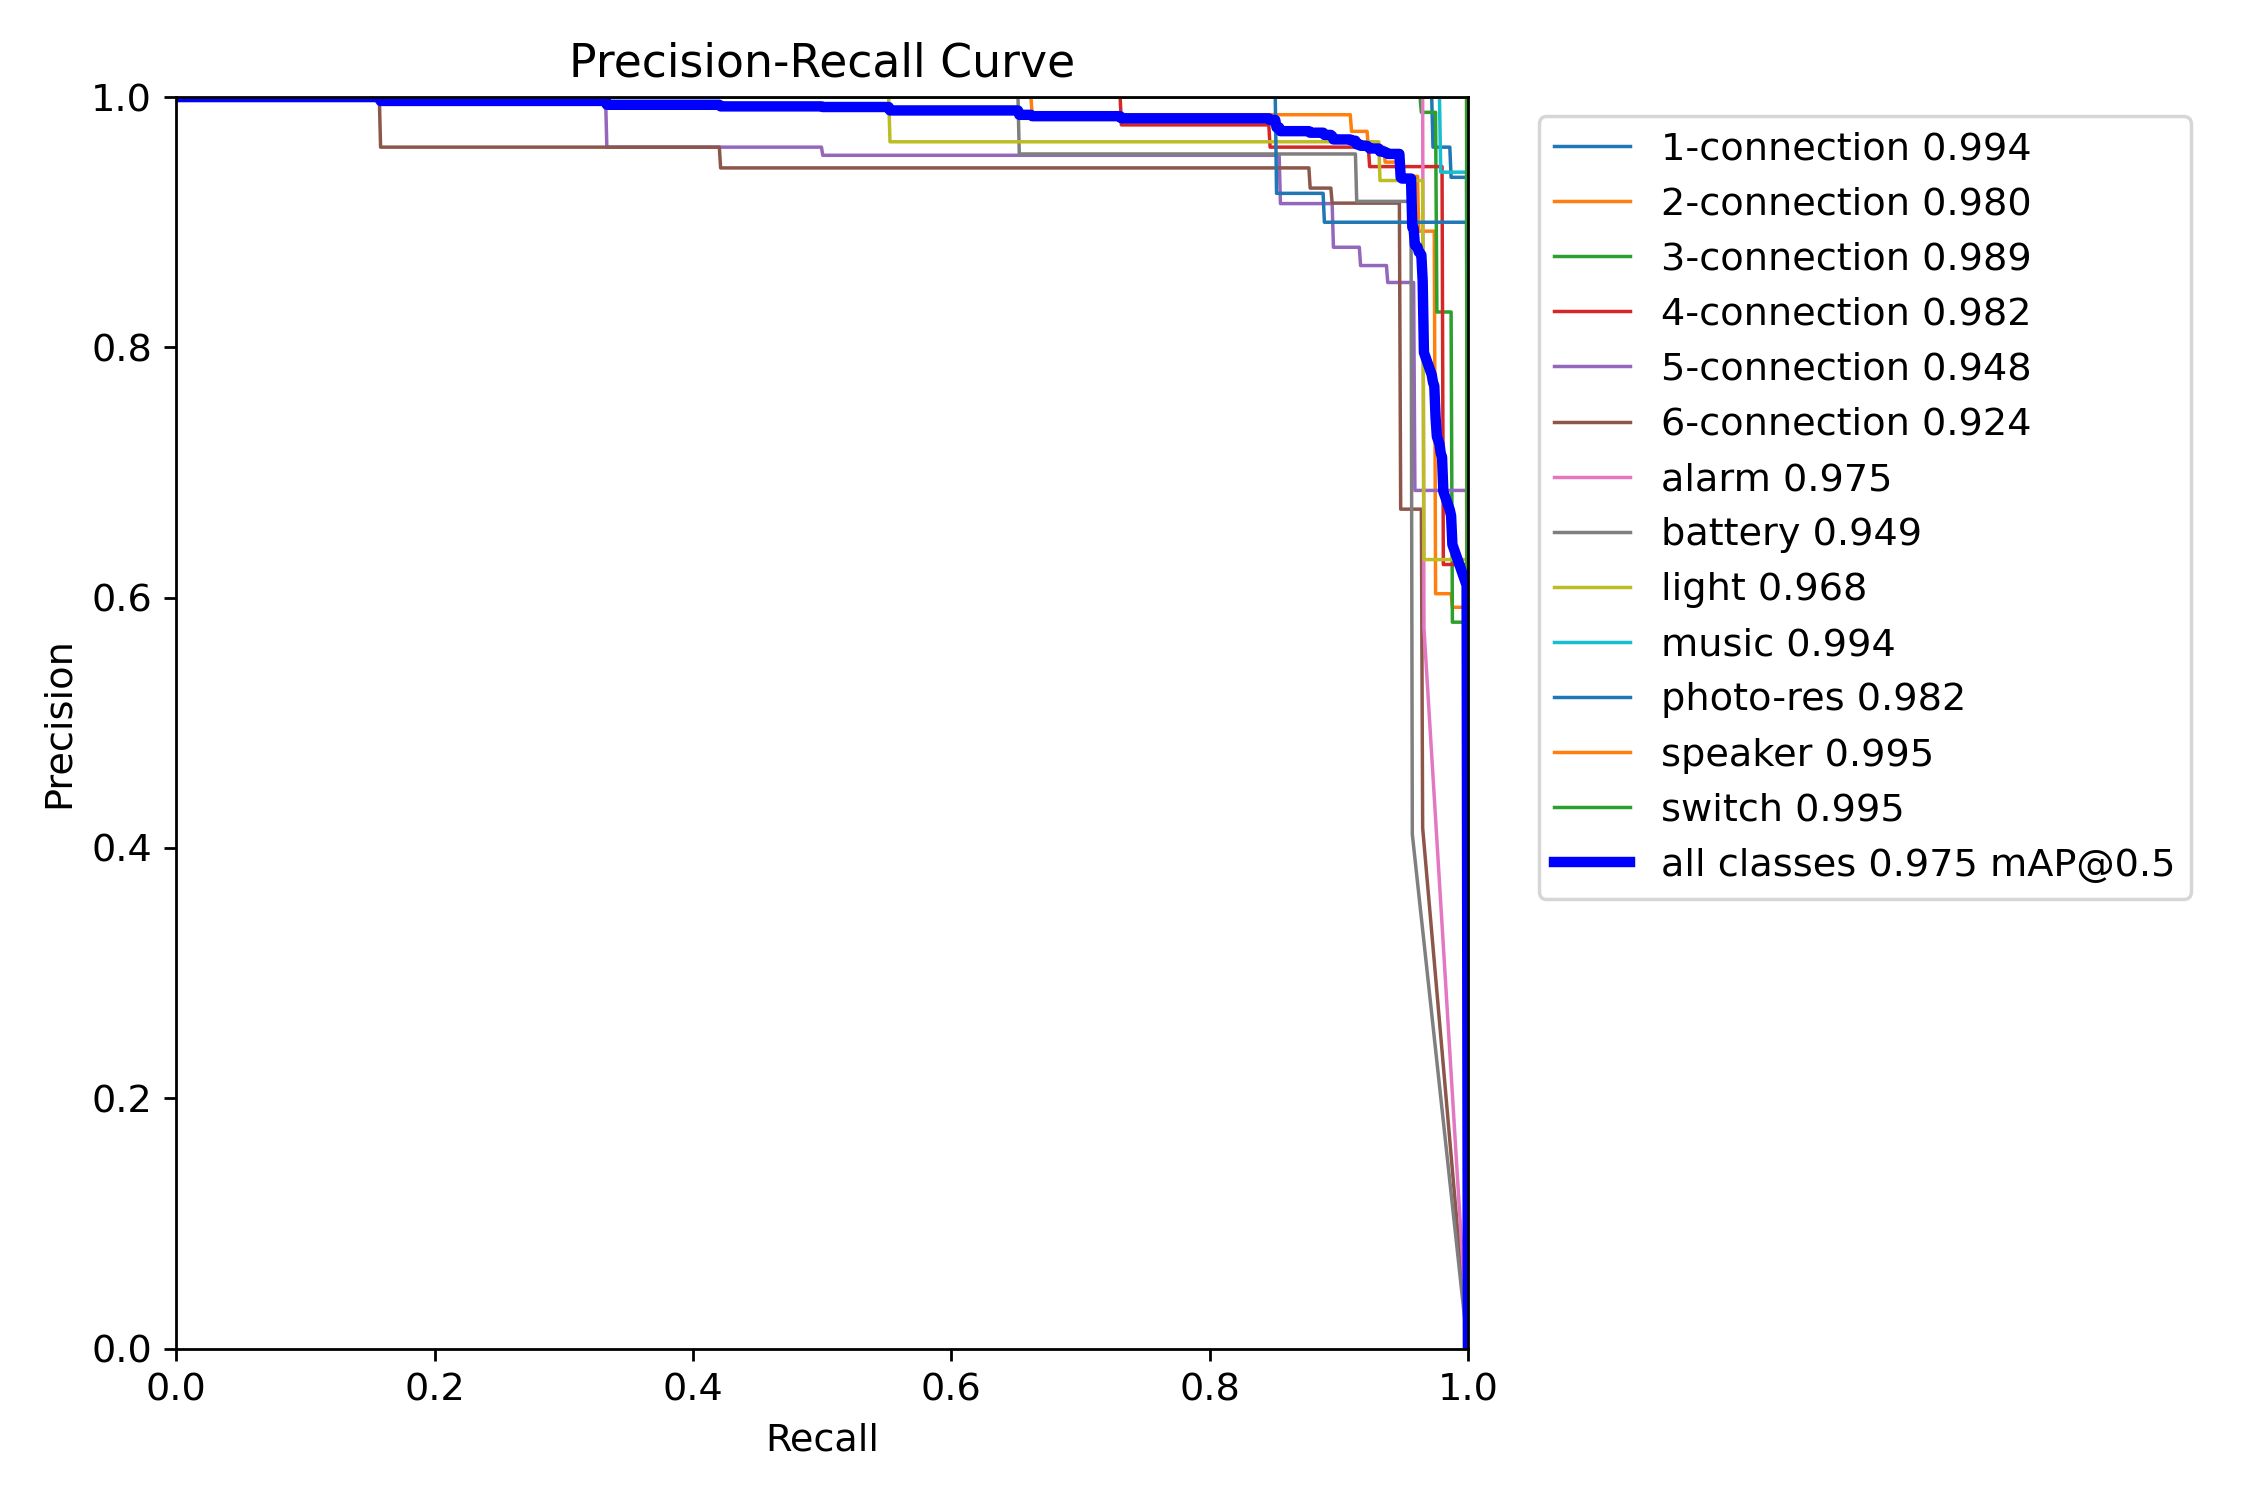 Precision-Recall Curve
1.0
0.8
0.6
0.4
0.2
0.0
Precision
0.0 0.2 0.4 0.6 0.8 1.0
Recall
1-connection 0.994
2-connection 0.980
3-connection 0.989
4-connection 0.982
5-connection 0.948
6-connection 0.924
alarm 0.975
battery 0.949
light 0.968
music 0.994
photo-res 0.982
speaker 0.995
switch 0.995
all classes 0.975 mAP@0.5